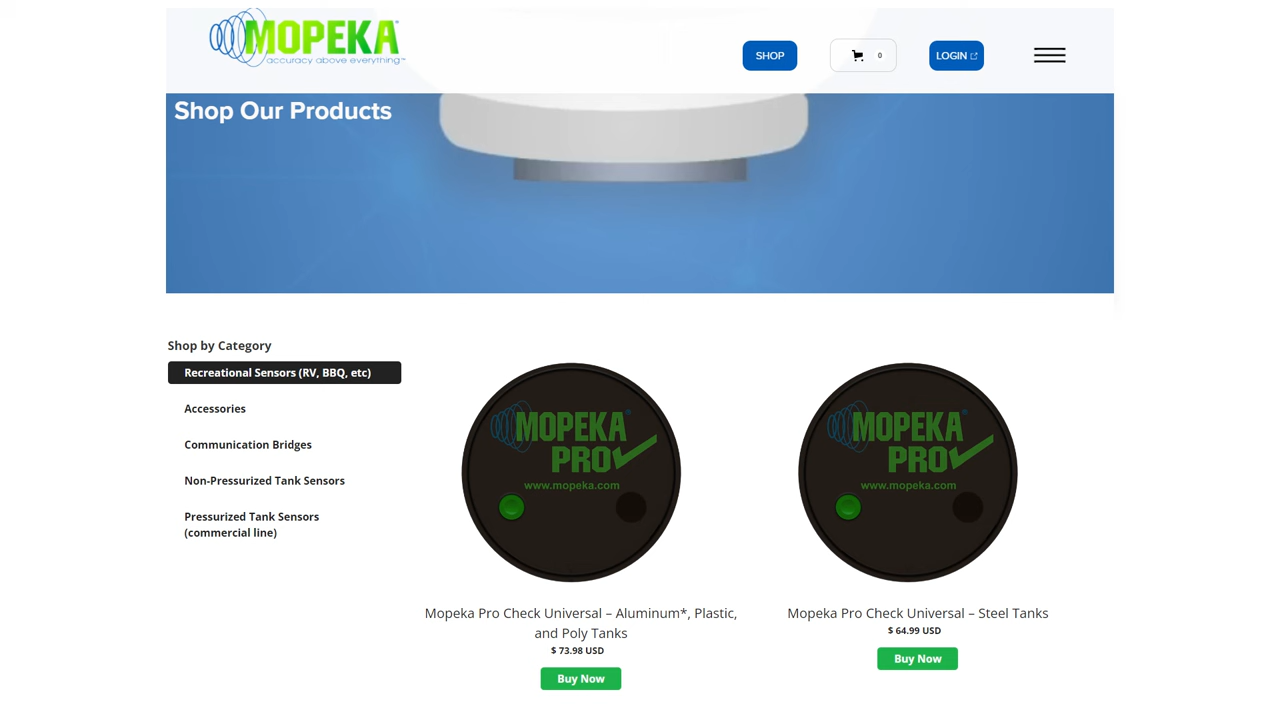 MOPEKA™
accuracy above everything™
SHOP
0
LOGIN
Shop Our Products
Shop by Category
Recreational Sensors (RV, BBQ, etc)
Accessories
Communication Bridges
Non-Pressurized Tank Sensors
Pressurized Tank Sensors
(commercial line)
MOPEKA®
PRO
www.mopeka.com
Mopeka Pro Check Universal – Aluminum*, Plastic,
and Poly Tanks
$ 73.98 USD
Buy Now
MOPEKA®
PRO
www.mopeka.com
Mopeka Pro Check Universal – Steel Tanks
$ 64.99 USD
Buy Now